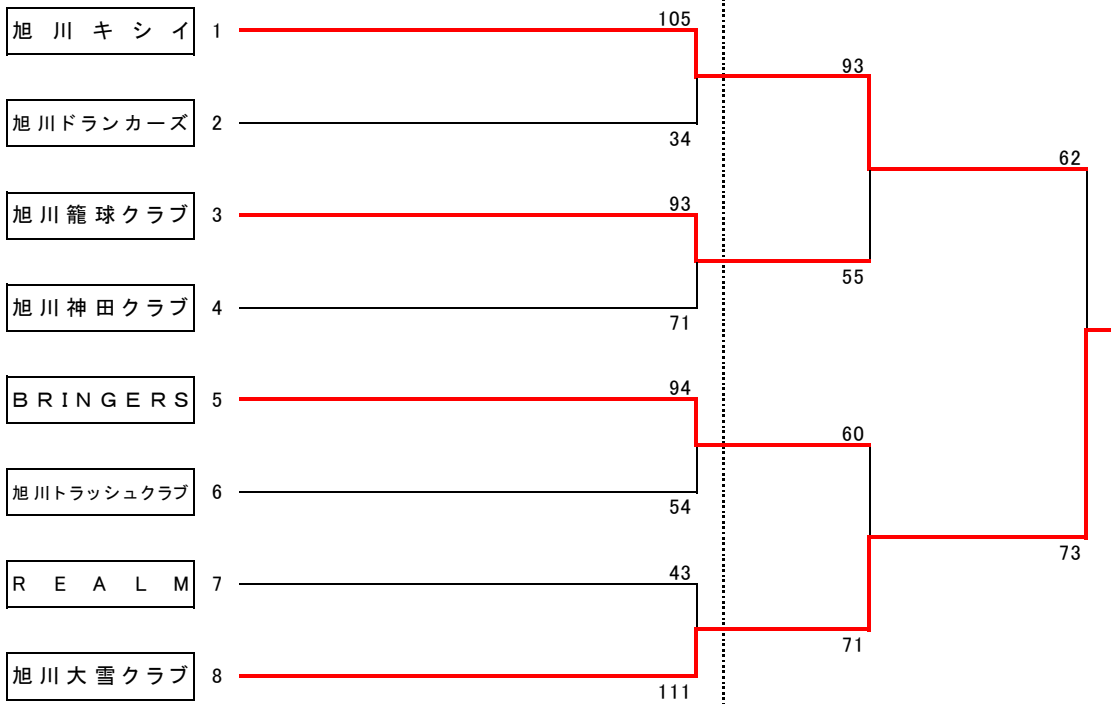 旭川キシイ 1
105
93
旭川ドランカーズ 2
34
62
旭川籠球クラブ 3
93
55
旭川神田クラブ 4
71
BRINGERS 5
94
60
旭川トラッシュクラブ 6
54
73
REALM 7
43
71
旭川大雪クラブ 8
111